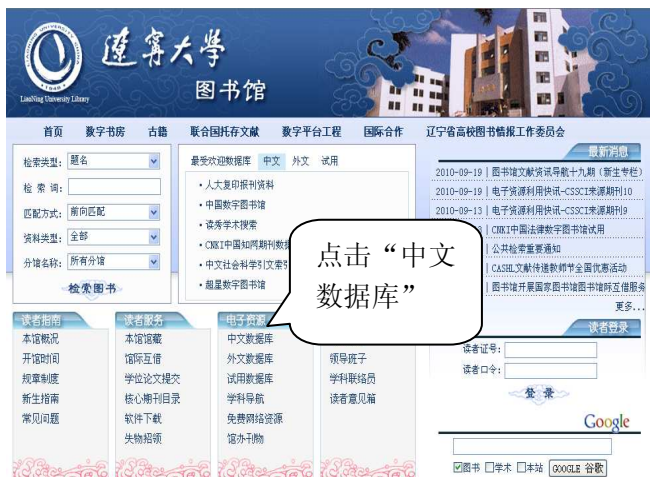 遼寧大學
图书馆
LiaoNing University Library
首页 数字书房 古籍 联合国托存文献 数字平台工程 国际合作 辽宁省高校图书情报工作委员会
检索类型: 题名
检 索 词:
匹配方式: 前向匹配
资料类型: 全部
分馆名称: 所有分馆
检索图书
最受欢迎数据库 中文 外文 试用
• 人大复印报刊资料
• 中国数字图书馆
• 读秀学术搜索
• CNKI中国知网期刊数据
• 中文社会科学引文索引
• 超星数字图书馆
最新消息
2010-09-19 | 图书馆文献资讯导航十九期（新生专栏）
2010-09-19 | 电子资源利用快讯-CSSCI来源期刊10
2010-09-13 | 电子资源利用快讯-CSSCI来源期刊9
| CNKI中国法律数字图书馆试用
| 公共检索重要通知
| CASHL文献传递教师节全国优惠活动
| 图书馆开展国家图书馆图书馆际互借服务
更多...
点击“中文
数据库”
读者指南
本馆概况
开馆时间
规章制度
新生指南
常见问题
读者服务
本馆馆藏
馆际互借
学位论文提交
核心期刊目录
软件下载
失物招领
电子资源
中文数据库
外文数据库
试用数据库
学科导航
免费网络资源
馆办刊物
领导班子
学科联络员
读者意见箱
读者登录
读者证号:
读者口令:
登 录
Google
图书 学术 本站 GOOGLE 谷歌